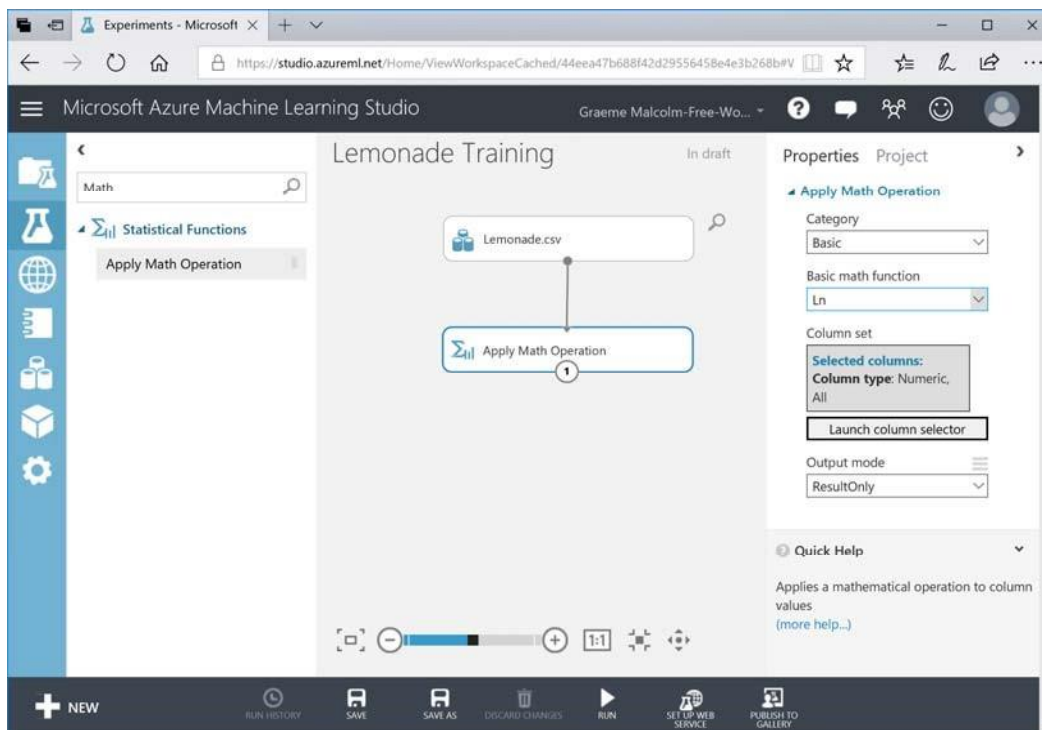 Experiments - Microsoft
https://studio.azureml.net/Home/ViewWorkspaceCached/44eea47b688f42d29556458e4e3b268b#V
Microsoft Azure Machine Learning Studio
Graeme Malcolm-Free-Wo...
Math
Statistical Functions
Apply Math Operation
Lemonade Training
In draft
Lemonade.csv
Apply Math Operation
1
1:1
Properties Project
Apply Math Operation
Category
Basic
Basic math function
Ln
Column set
Selected columns:
Column type: Numeric,
All
Launch column selector
Output mode
ResultOnly
Quick Help
Applies a mathematical operation to column
values
(more help...)
NEW
RUN HISTORY
SAVE
SAVE AS
DISCARD CHANGES
RUN
SET UP WEB
SERVICE
PUBLISH TO
GALLERY